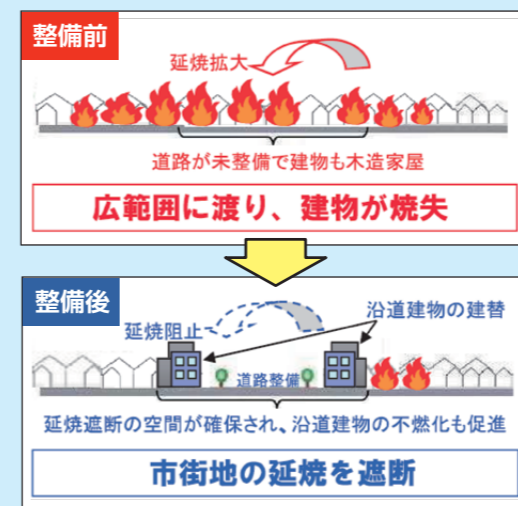 整備前
延焼拡大
道路が未整備で建物も木造家屋
広範囲に渡り、建物が焼失
整備後
沿道建物の建替
延焼阻止
道路整備
延焼遮断の空間が確保され、沿道建物の不燃化も促進
市街地の延焼を遮断